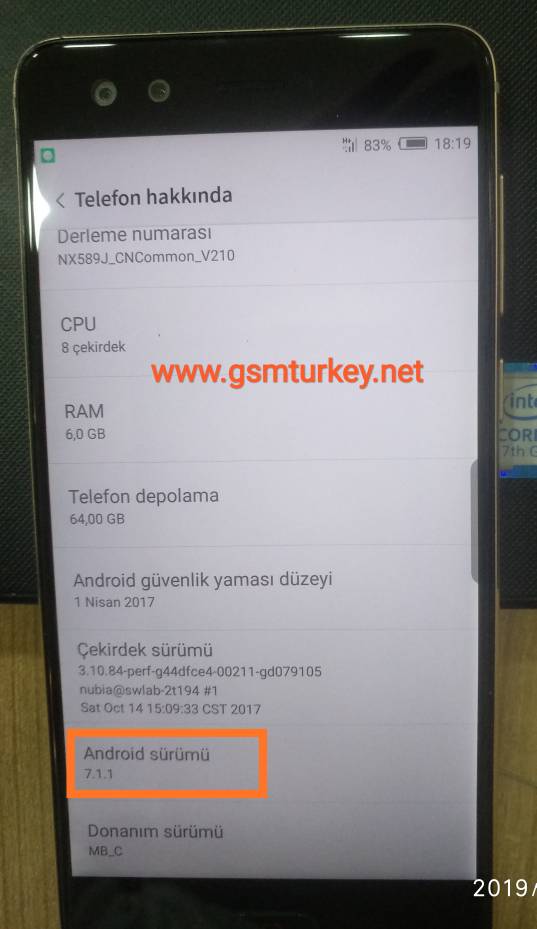 83% 18:19
< Telefon hakkında
Derleme numarası
NX589J_CNCommon_V210
CPU
8 çekirdek
www.gsmturkey.net
RAM
6,0 GB
Telefon depolama
64,00 GB
Android güvenlik yaması düzeyi
1 Nisan 2017
Çekirdek sürümü
3.10.84-perf-g44dfce4-00211-gd079105
nubia@swlab-2t194 #1
Sat Oct 14 15:09:33 CST 2017
Android sürümü
7.1.1
Donanım sürümü
MB_C
inte
CORE
7th G
2019/